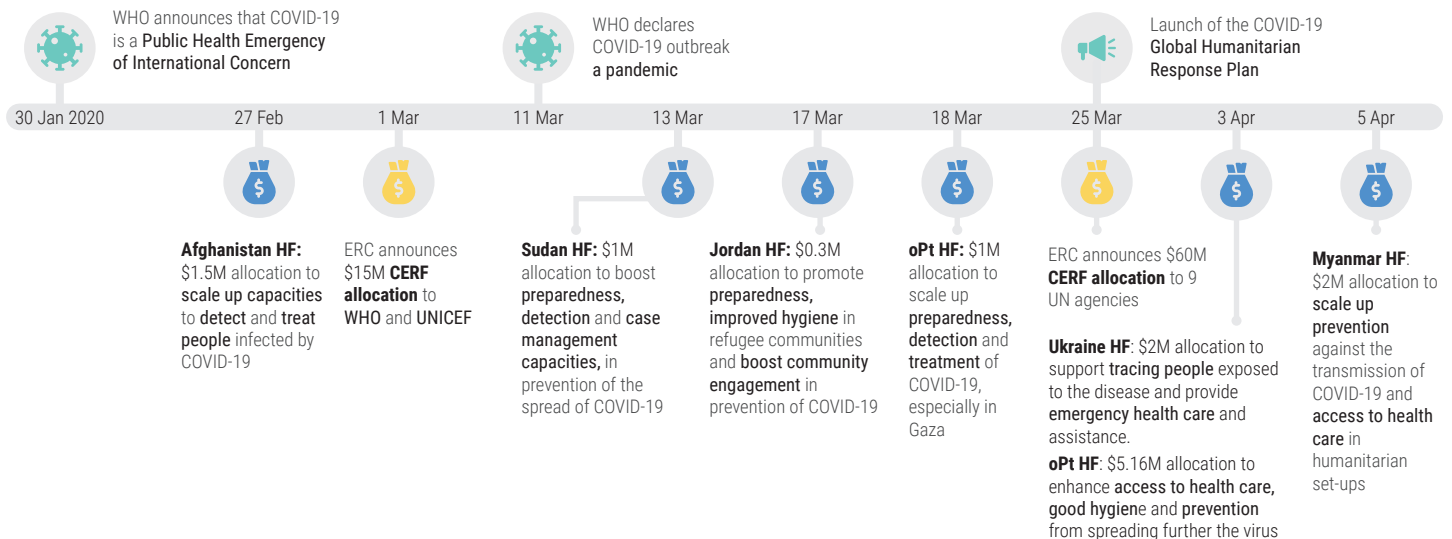 WHO announces that COVID-19
is a Public Health Emergency
of International Concern
WHO declares
COVID-19 outbreak
a pandemic
Launch of the COVID-19
Global Humanitarian
Response Plan
30 Jan 2020
27 Feb
1 Mar
11 Mar
13 Mar
17 Mar
18 Mar
25 Mar
3 Apr
5 Apr
$
$
$
$
$
$
$
$
Afghanistan HF:
$1.5M allocation to
scale up capacities
to detect and treat
people infected by
COVID-19
ERC announces
$15M CERF
allocation to
WHO and UNICEF
Sudan HF: $1M
allocation to boost
preparedness,
detection and case
management
capacities, in
prevention of the
spread of COVID-19
Jordan HF: $0.3M
allocation to promote
preparedness,
improved hygiene in
refugee communities
and boost community
engagement in
prevention of COVID-19
oPt HF: $1M
allocation to
scale up
preparedness,
detection and
treatment of
COVID-19,
especially in
Gaza
ERC announces $60M
CERF allocation to 9
UN agencies
Ukraine HF: $2M allocation to
support tracing people exposed
to the disease and provide
emergency health care and
assistance.
oPt HF: $5.16M allocation to
enhance access to health care,
good hygiene and prevention
from spreading further the virus
Myanmar HF:
$2M allocation to
scale up
prevention
against the
transmission of
COVID-19 and
access to health
care in
humanitarian
set-ups